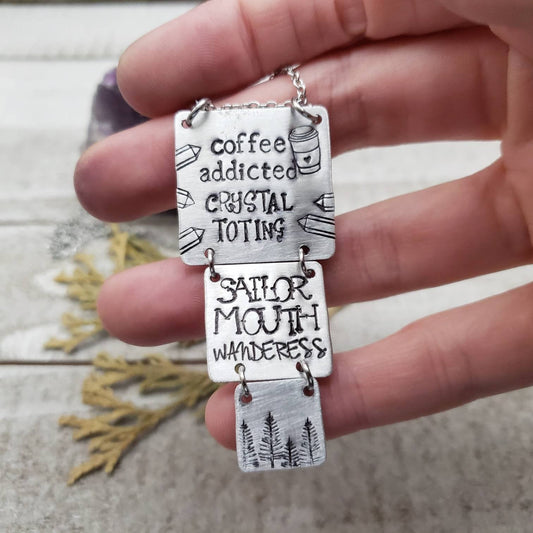 coffee
addicted
CRYSTAL
TOTING
SAILOR
MOUTH
WANDERESS